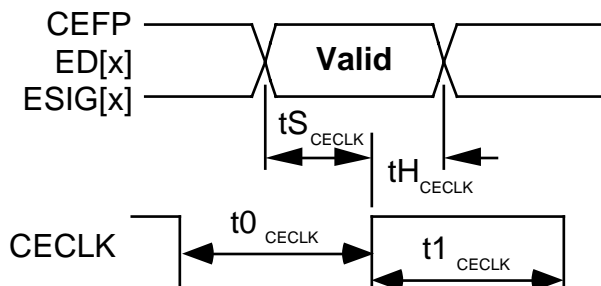 CEFP
ED[x]
ESIG[x]
Valid
tS CECLK
tH CECLK
CECLK
t0 CECLK
t1 CECLK